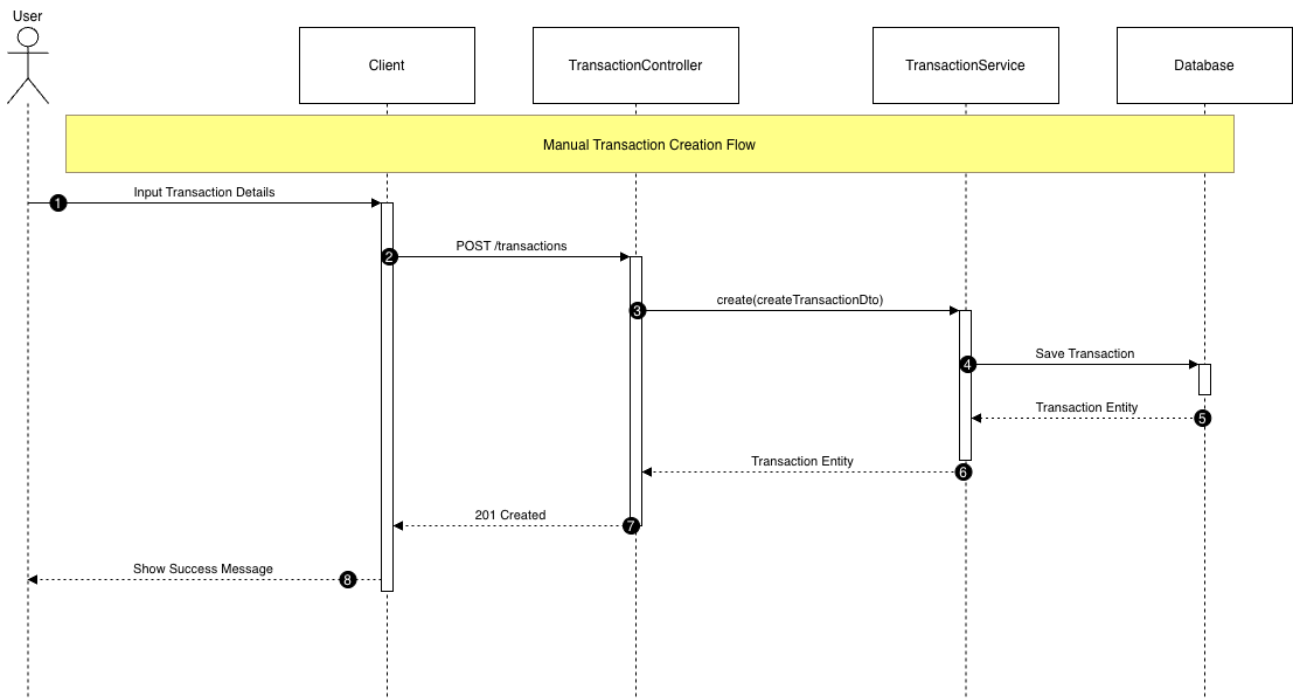 User
Client
TransactionController
TransactionService
Database
Manual Transaction Creation Flow
1
Input Transaction Details
2
POST /transactions
3
create(createTransactionDto)
4
Save Transaction
Transaction Entity
5
Transaction Entity
6
201 Created
7
Show Success Message
8